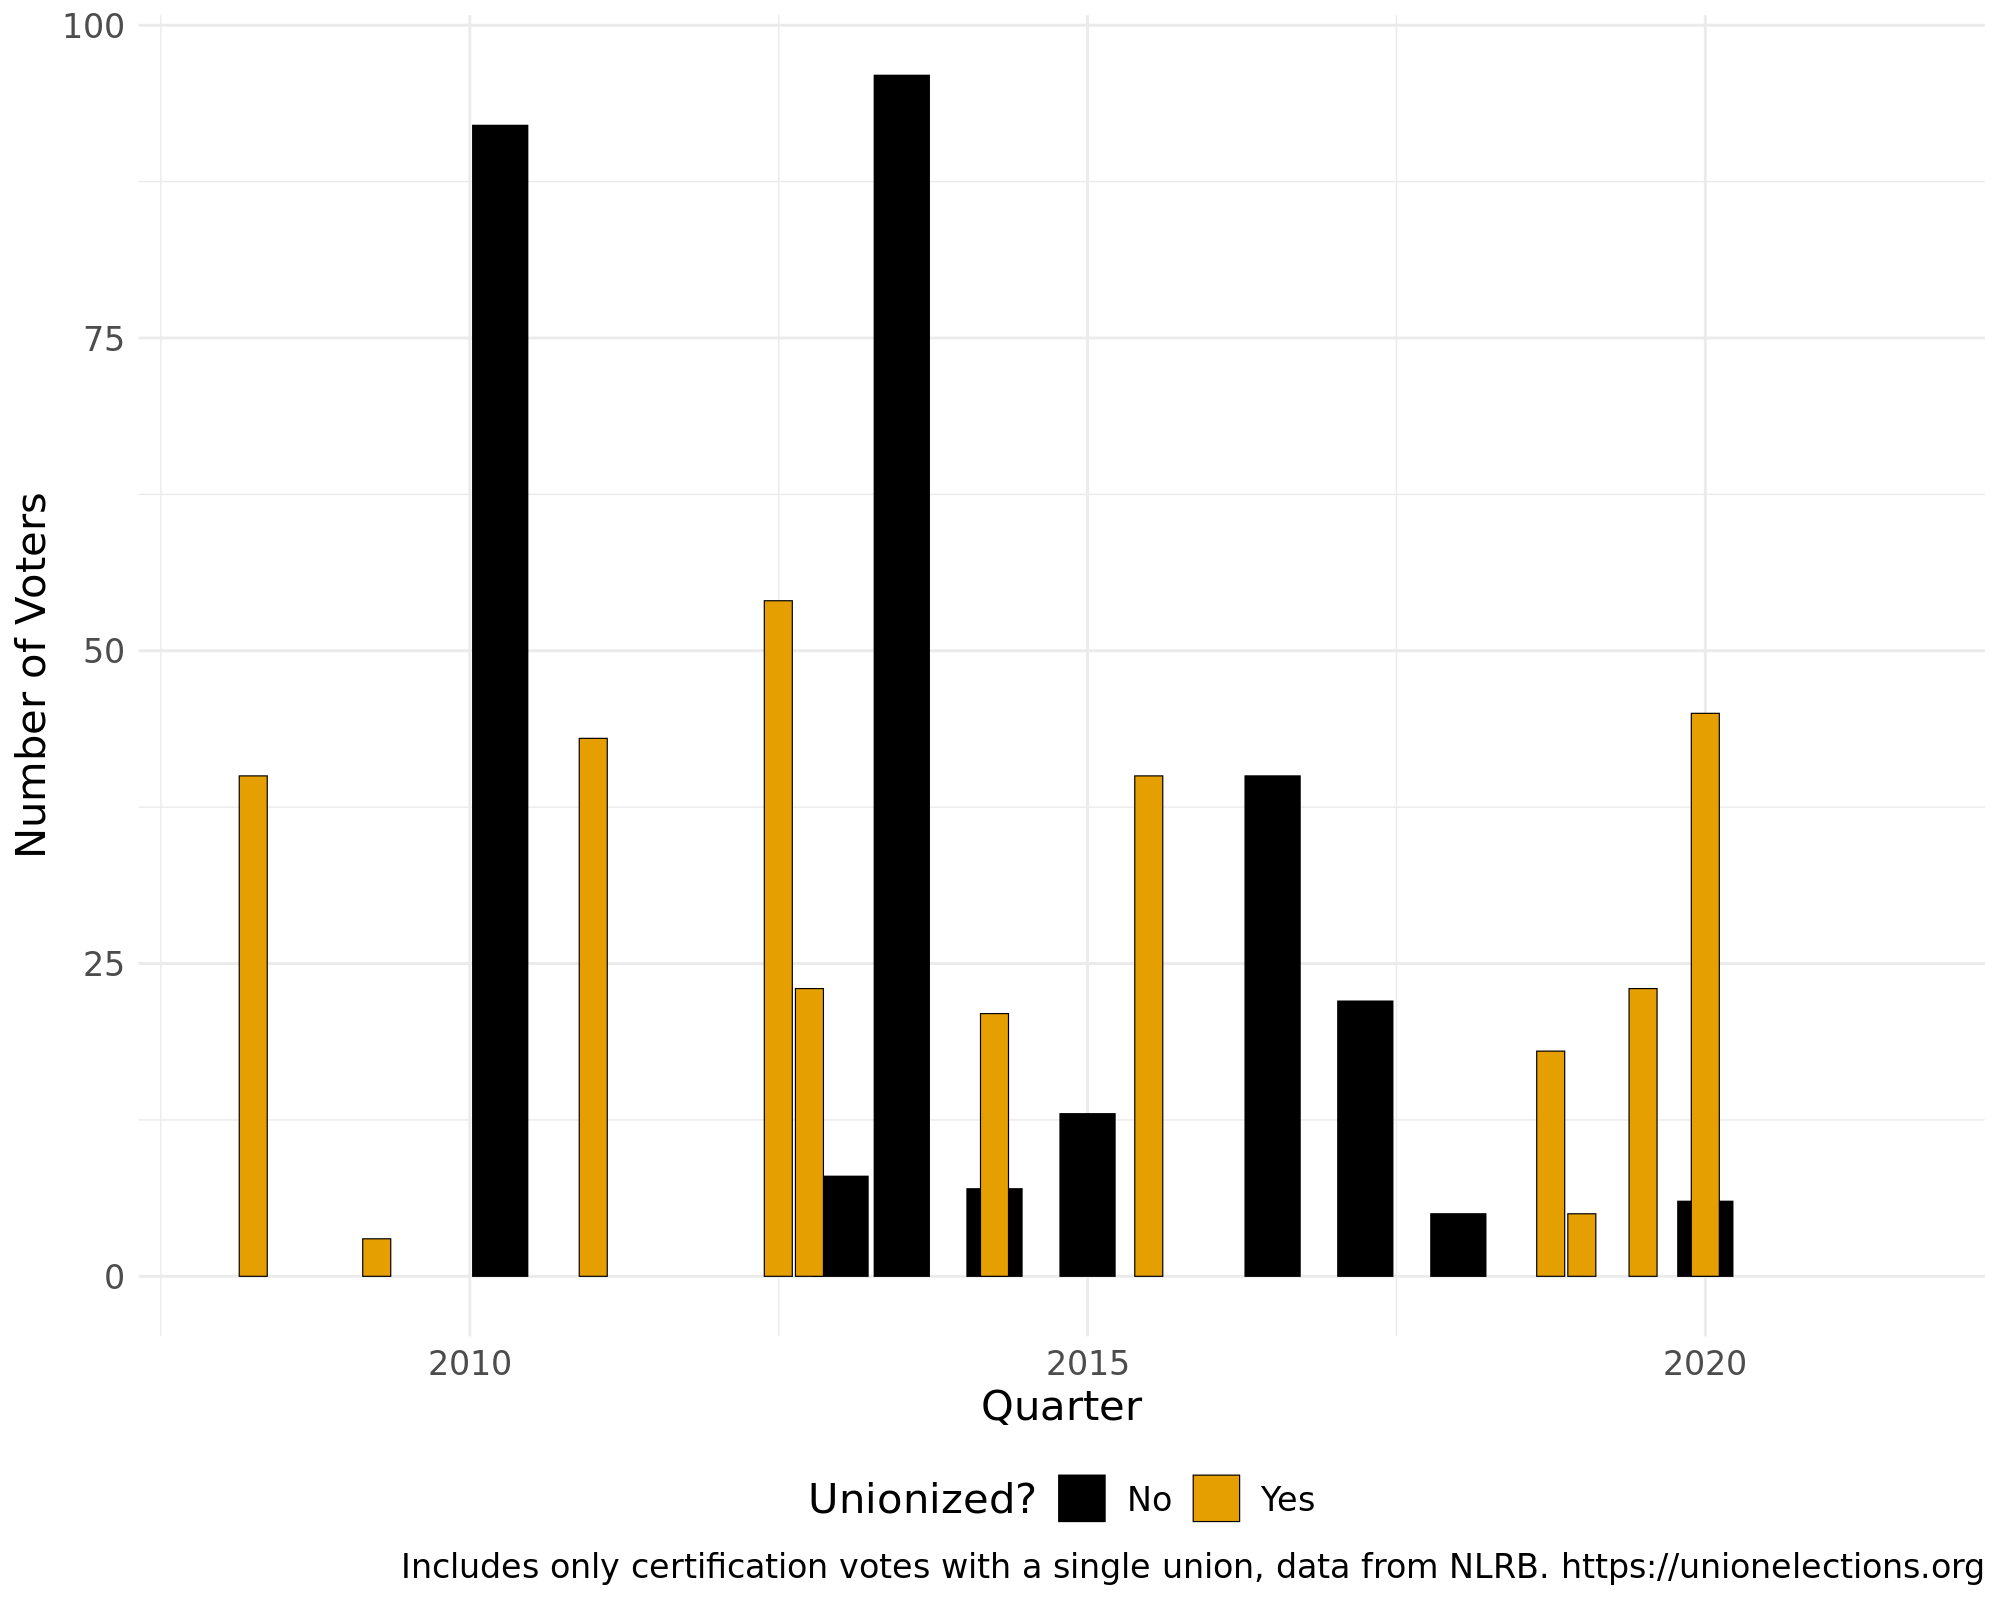 100
75
50
25
0
Number of Voters
2010 2015 2020
Quarter
Unionized? No Yes
Includes only certification votes with a single union, data from NLRB. https://unionelections.org